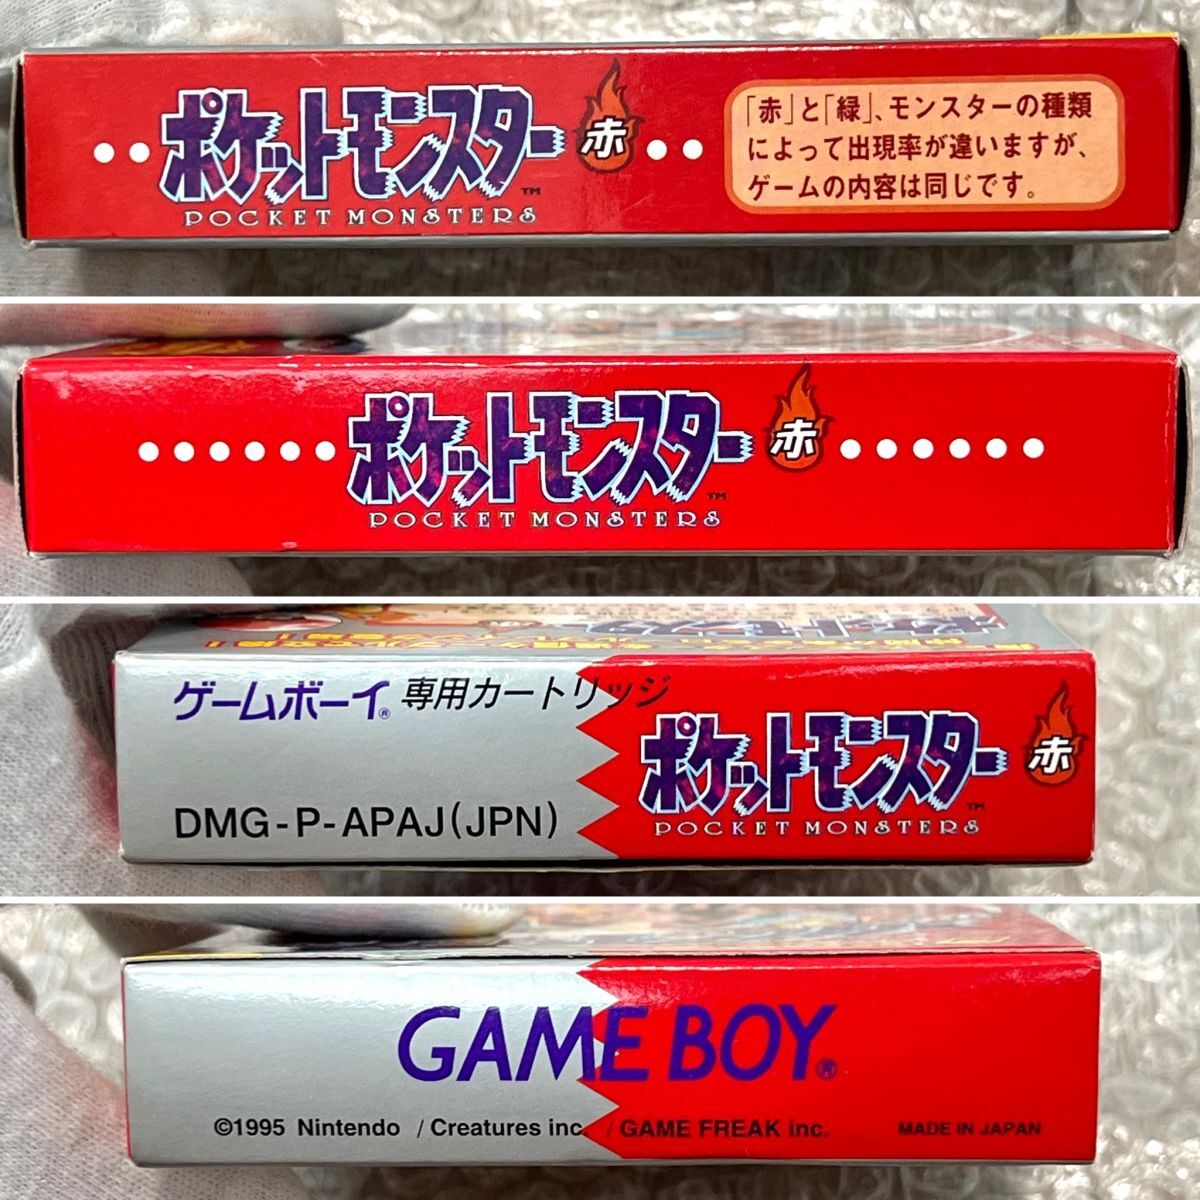 ポケットモンスター
赤
TM
POCKET MONSTERS
「赤」と「緑」、モンスターの種類
によって出現率が違いますが、
ゲームの内容は同じです。
ポケットモンスター
赤
TM
POCKET MONSTERS
ゲームボーイ® 専用カートリッジ
DMG-P-APAJ(JPN)
ポケットモンスター
赤
TM
POCKET MONSTERS
GAME BOY®
©1995 Nintendo / Creatures inc. / GAME FREAK inc.
MADE IN JAPAN